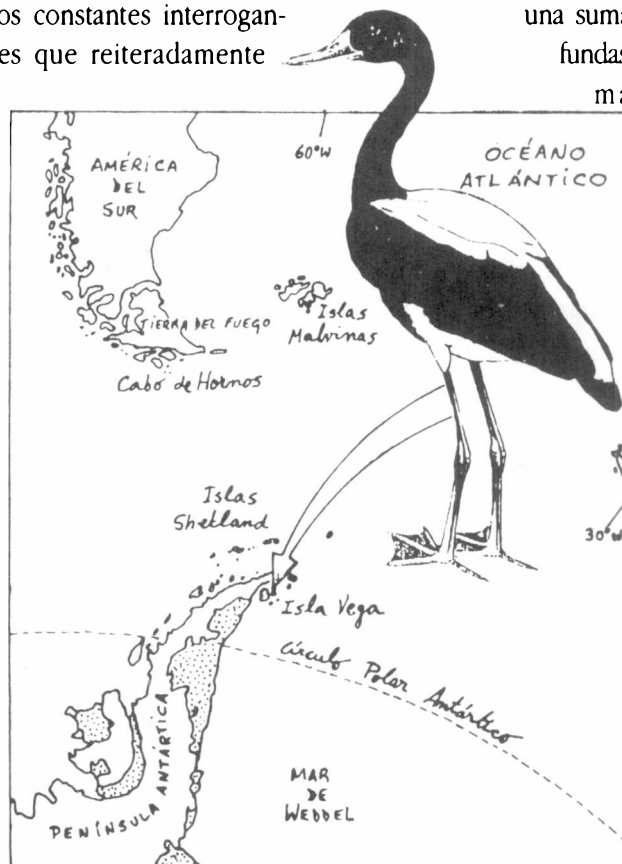 os constantes interrogan-
es que reiteradamente
una suma
fundas
ma
60°W
AMÉRICA
DEL
SUR
OCÉANO
ATLÁNTICO
TIERRA DEL FUEGO
Islas
Malvinas
Cabo de Hornos
Islas
Shetland
30°W
Isla Vega
Círculo Polar Antártico
PENÍNSULA ANTÁRTICA
MAR
DE
WEDDEL